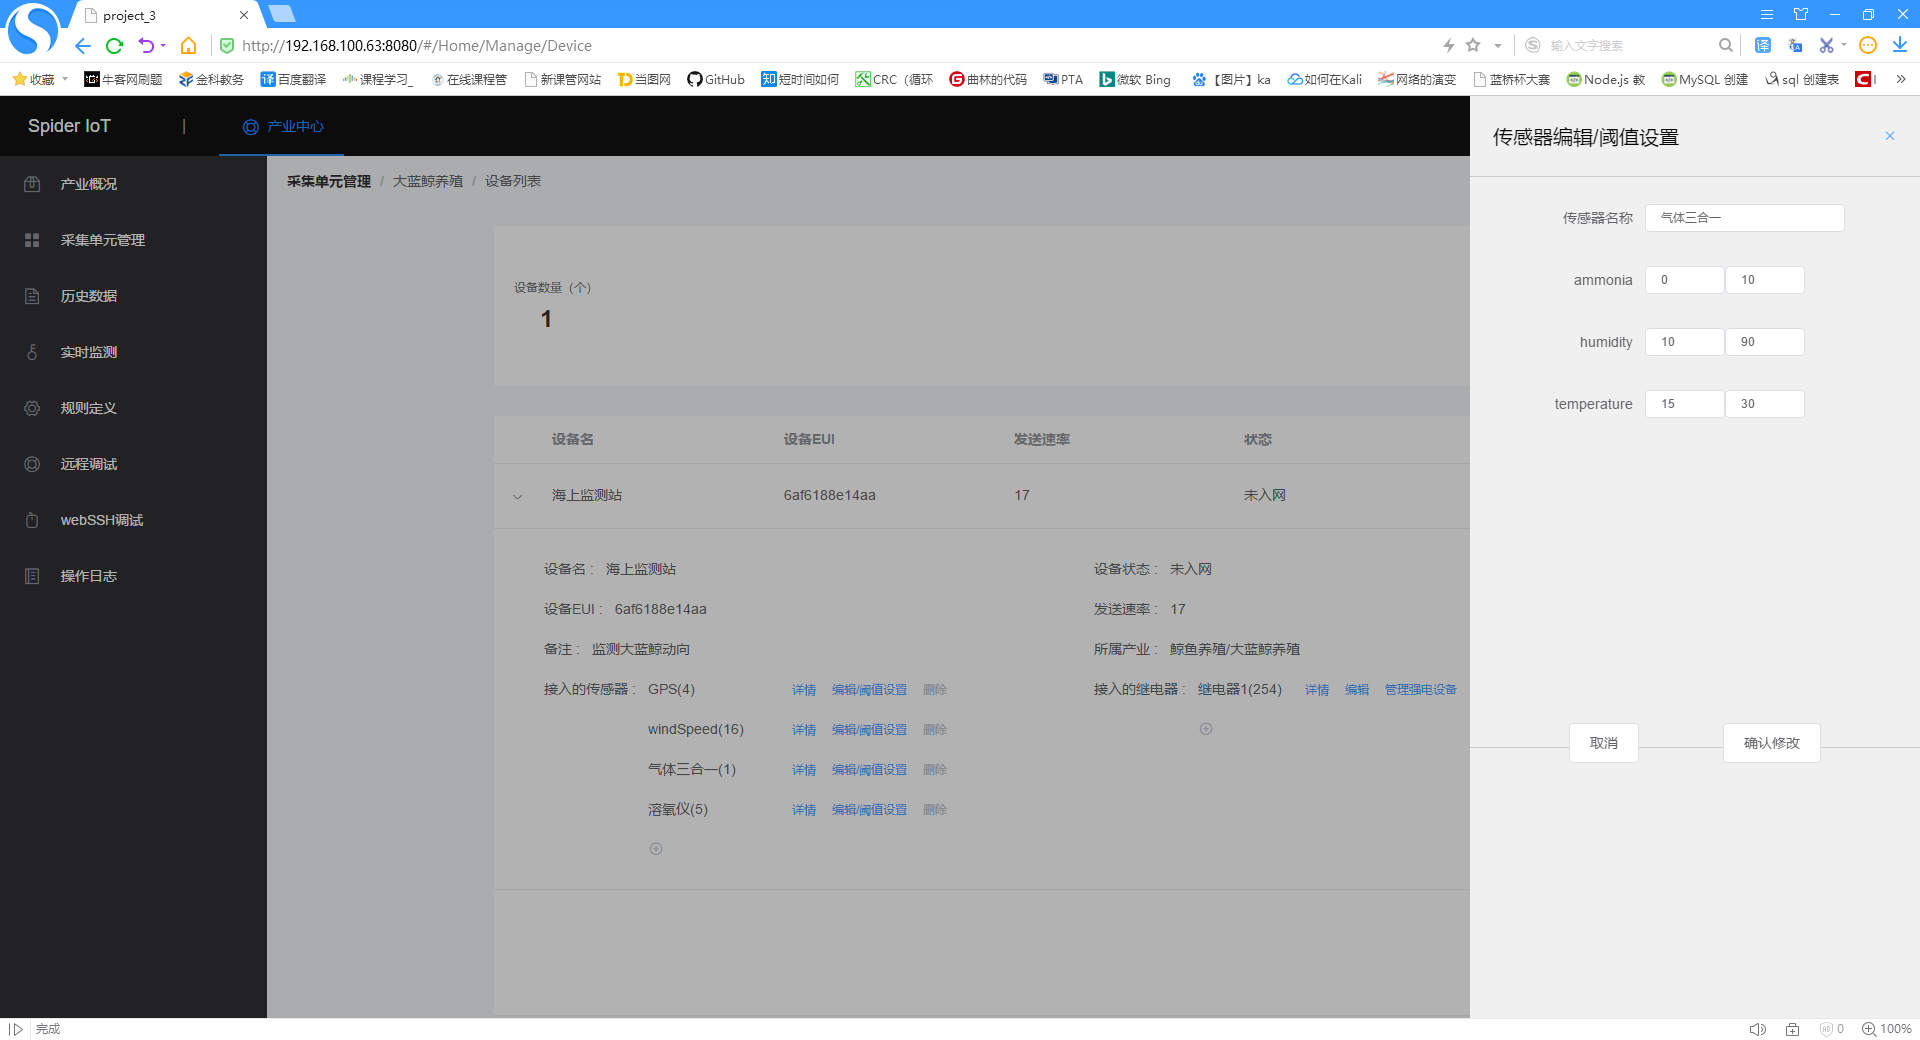 project_3
http://192.168.100.63:8080/#/Home/Manage/Device
输入文字搜索
收藏
牛客网刷题
金科教务
百度翻译
课程学习_
在线课程管
新课管网站
当图网
GitHub
短时间如何
CRC（循环
曲林的代码
PTA
微软 Bing
【图片】ka
如何在Kali
网络的演变
蓝桥杯大赛
Node.js 教
MySQL 创建
sql 创建表
Spider IoT
|
产业中心
产业概况
采集单元管理
历史数据
实时监测
规则定义
远程调试
webSSH调试
操作日志
采集单元管理 / 大蓝鲸养殖 / 设备列表
设备数量（个）
1
设备名 设备EUI 发送速率 状态
海上监测站 6af6188e14aa 17 未入网
设备名： 海上监测站 设备状态： 未入网
设备EUI： 6af6188e14aa 发送速率： 17
备注： 监测大蓝鲸动向 所属产业： 鲸鱼养殖/大蓝鲸养殖
接入的传感器： GPS(4) 详情 编辑/阈值设置 删除 接入的继电器： 继电器1(254) 详情 编辑 管理强电设备
windSpeed(16) 详情 编辑/阈值设置 删除
气体三合一(1) 详情 编辑/阈值设置 删除
溶氧仪(5) 详情 编辑/阈值设置 删除
传感器编辑/阈值设置
传感器名称 气体三合一
ammonia 0 10
humidity 10 90
temperature 15 30
取消 确认修改
完成
0
100%